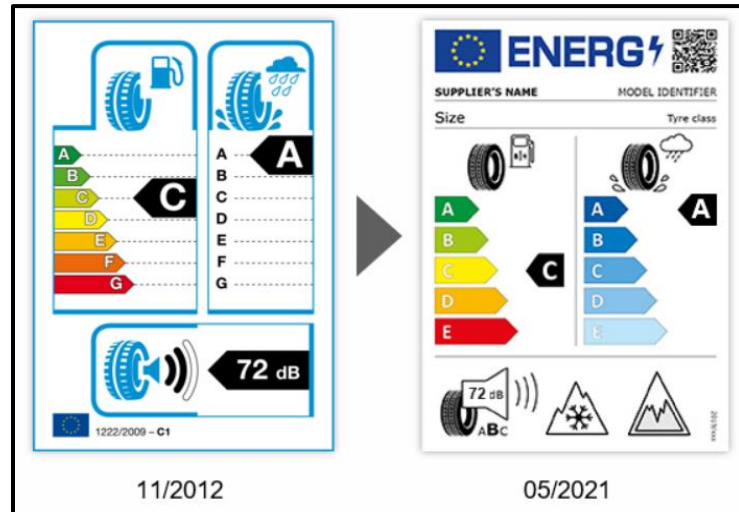 A
B
C
D
E
F
G
C
A
B
C
D
E
F
G
A
72 dB
1222/2009 – C1
11/2012
ENERG
SUPPLIER'S NAME MODEL IDENTIFIER
Size Tyre class
A
B
C
D
E
C
A
B
C
D
E
A
72 dB
ABC
05/2021